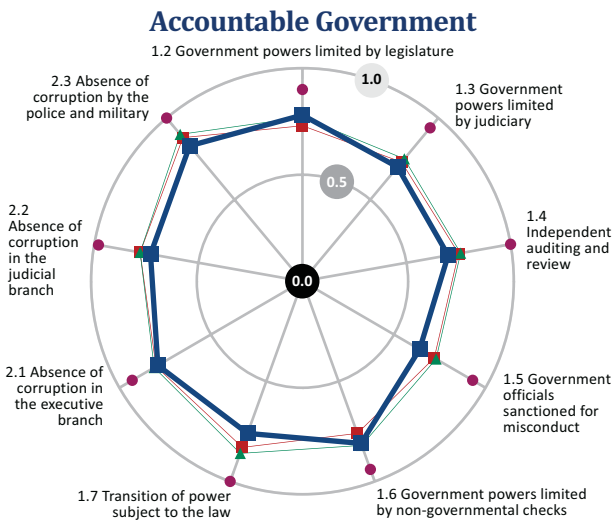 Accountable Government
1.2 Government powers limited by legislature
1.0
2.3 Absence of
corruption by the
police and military
1.3 Government
powers limited
by judiciary
0.5
2.2
Absence of
corruption
in the
judicial
branch
1.4
Independent
auditing and
review
0.0
2.1 Absence of
corruption in
the executive
branch
1.5 Government
officials
sanctioned for
misconduct
1.7 Transition of power
subject to the law
1.6 Government powers limited
by non-governmental checks